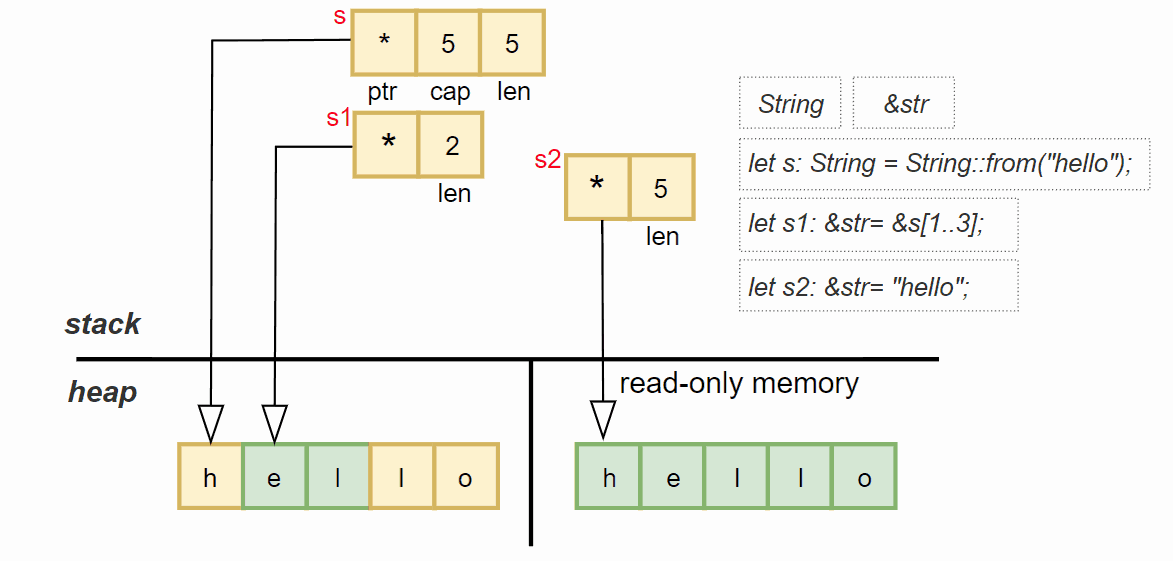 s
* 5 5
ptr cap len
s1
* 2
len
s2
* 5
len
String &str
let s: String = String::from("hello");
let s1: &str= &s[1..3];
let s2: &str= "hello";
stack
heap
read-only memory
h e l l o
h e l l o